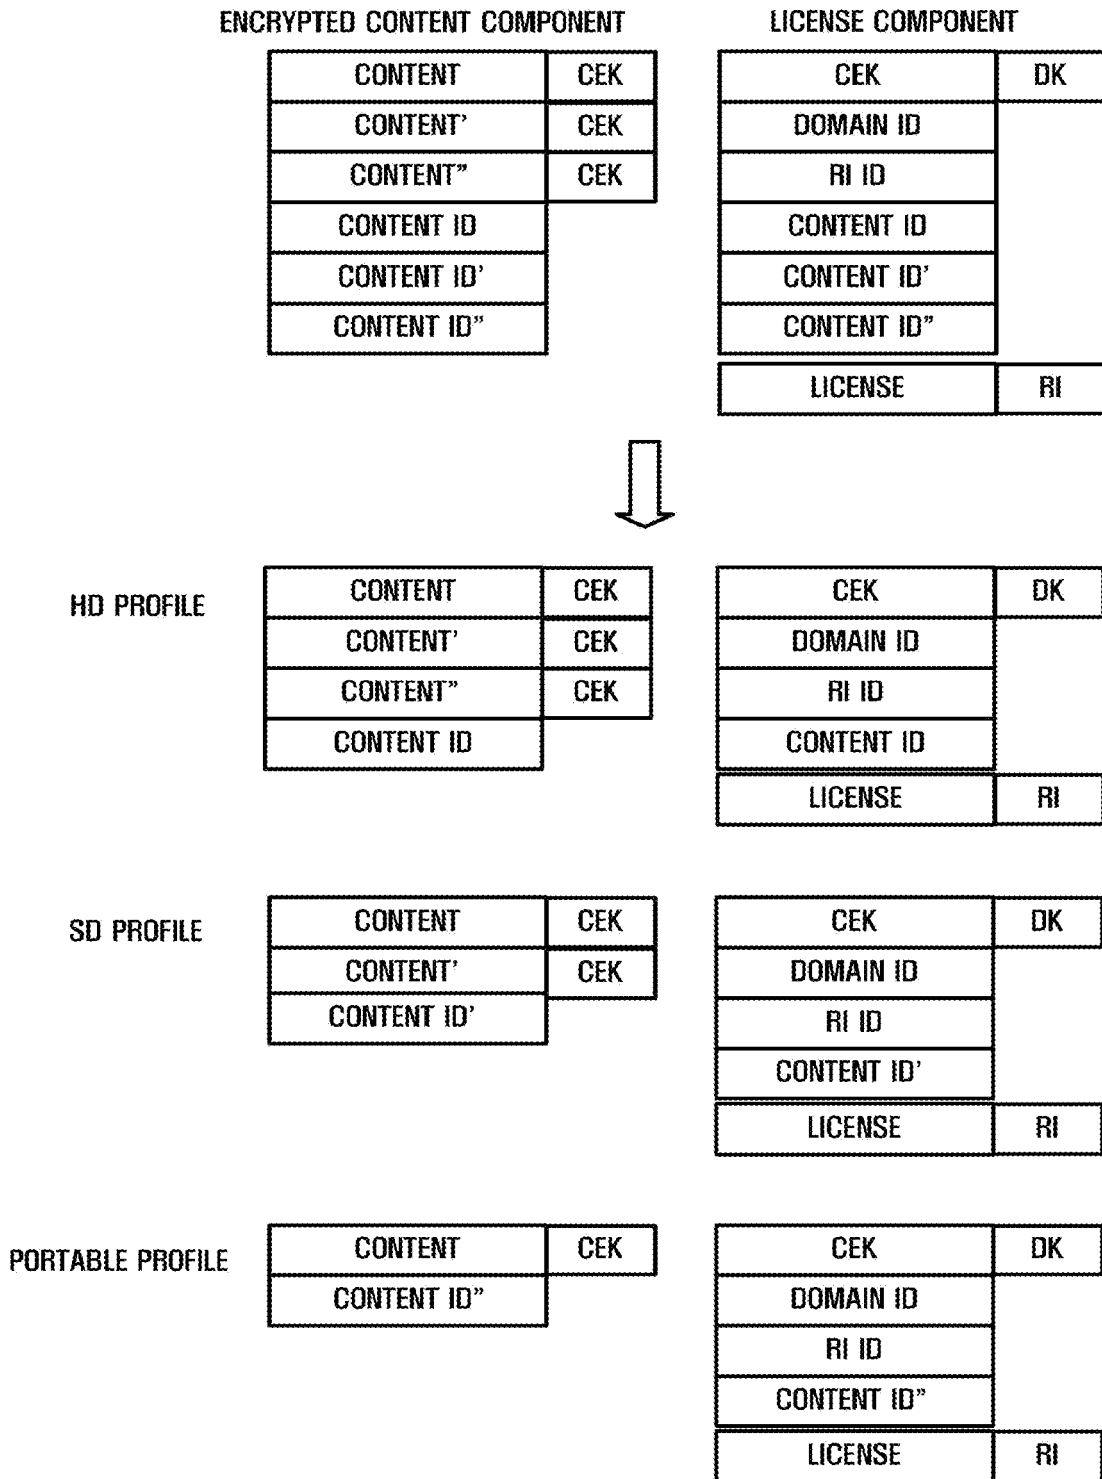 ENCRYPTED CONTENT COMPONENT LICENSE COMPONENT
CONTENT CEK CEK DK
CONTENT' CEK DOMAIN ID
CONTENT" CEK RI ID
CONTENT ID CONTENT ID
CONTENT ID' CONTENT ID'
CONTENT ID" CONTENT ID"
LICENSE RI
HD PROFILE CONTENT CEK CEK DK
CONTENT' CEK DOMAIN ID
CONTENT" CEK RI ID
CONTENT ID CONTENT ID
LICENSE RI
SD PROFILE CONTENT CEK CEK DK
CONTENT' CEK DOMAIN ID
CONTENT ID' RI ID
CONTENT ID'
LICENSE RI
PORTABLE PROFILE CONTENT CEK CEK DK
CONTENT ID" DOMAIN ID
RI ID
CONTENT ID"
LICENSE RI